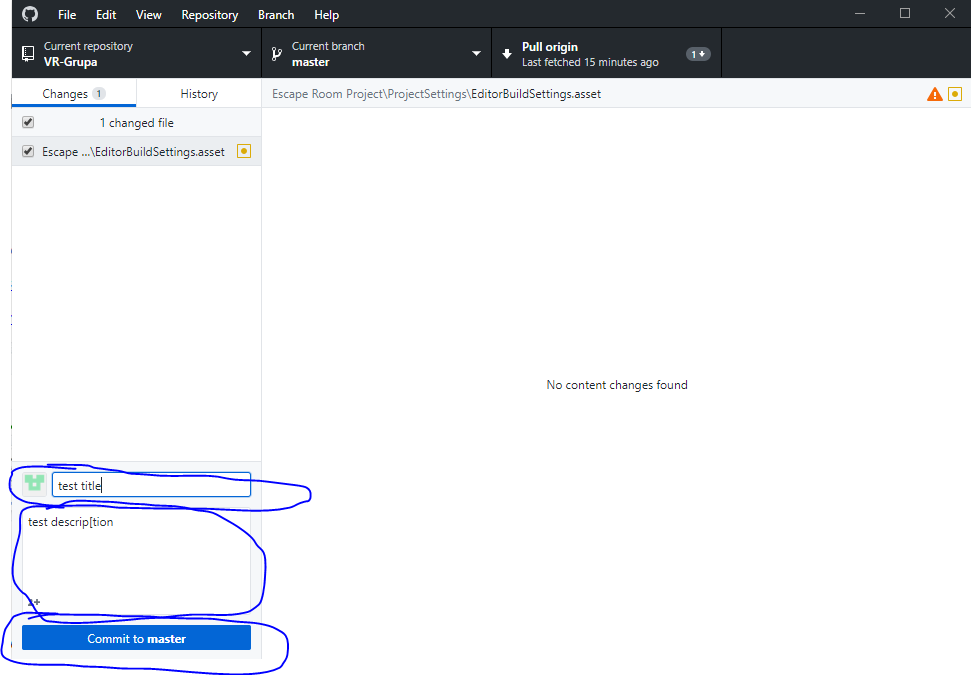 File Edit View Repository Branch Help
Current repository
VR-Grupa
Current branch
master
Pull origin
Last fetched 15 minutes ago
1
Changes 1
History
Escape Room Project\ProjectSettings\EditorBuildSettings.asset
1 changed file
Escape ...\EditorBuildSettings.asset
No content changes found
test title
test descrip[tion
Commit to master